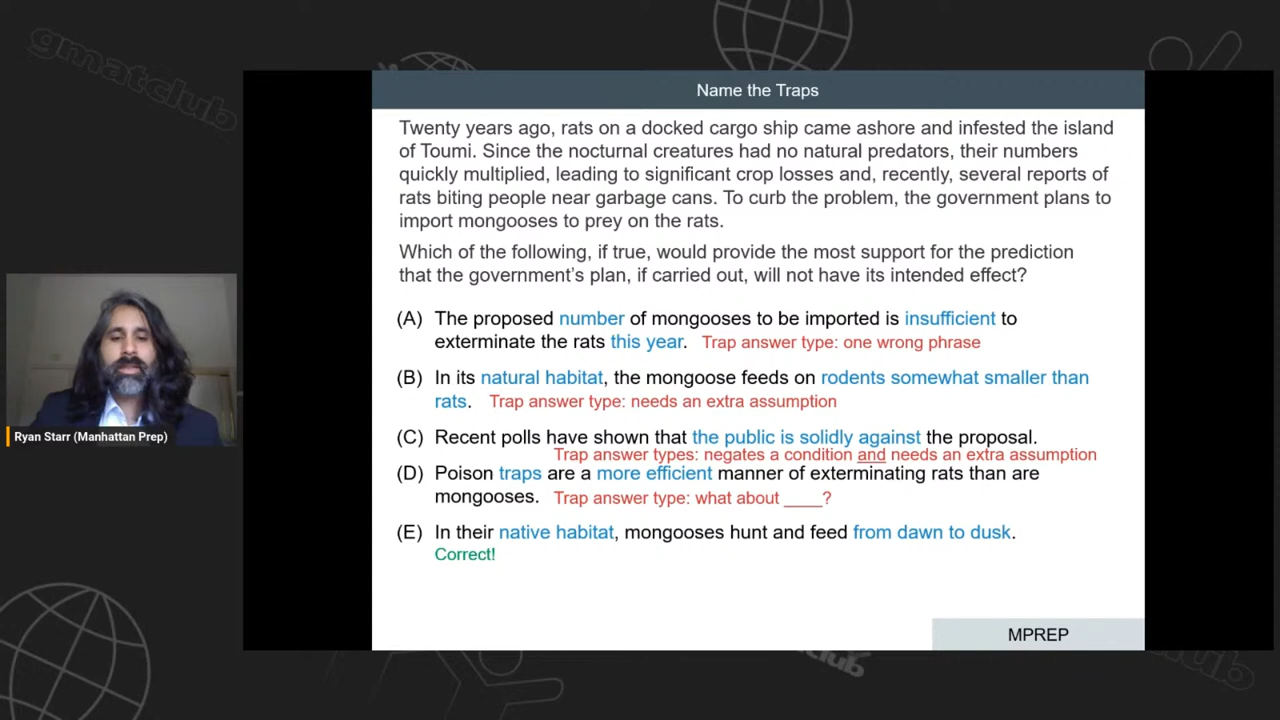 gmatclub
Name the Traps
Twenty years ago, rats on a docked cargo ship came ashore and infested the island
of Toumi. Since the nocturnal creatures had no natural predators, their numbers
quickly multiplied, leading to significant crop losses and, recently, several reports of
rats biting people near garbage cans. To curb the problem, the government plans to
import mongooses to prey on the rats.
Which of the following, if true, would provide the most support for the prediction
that the government's plan, if carried out, will not have its intended effect?
(A) The proposed number of mongooses to be imported is insufficient to
exterminate the rats this year. Trap answer type: one wrong phrase
(B) In its natural habitat, the mongoose feeds on rodents somewhat smaller than
rats. Trap answer type: needs an extra assumption
(C) Recent polls have shown that the public is solidly against the proposal.
Trap answer types: negates a condition and needs an extra assumption
(D) Poison traps are a more efficient manner of exterminating rats than are
mongooses. Trap answer type: what about ____?
(E) In their native habitat, mongooses hunt and feed from dawn to dusk.
Correct!
Ryan Starr (Manhattan Prep)
MPREP